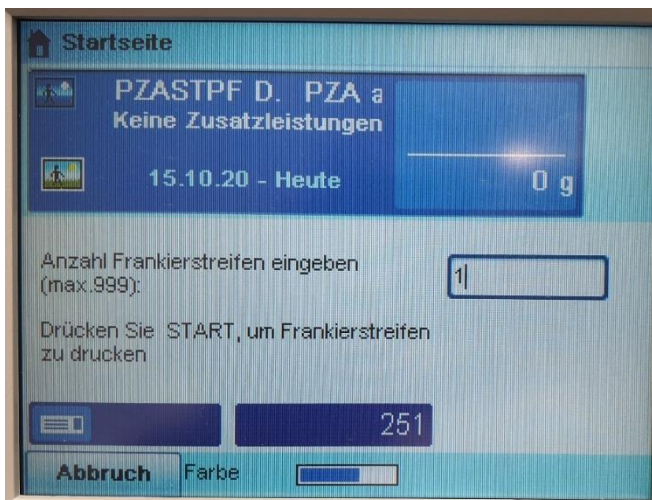 Startseite
PZASTPF D. PZA a
Keine Zusatzleistungen
15.10.20 - Heute
0 g
Anzahl Frankierstreifen eingeben
(max.999):
1
Drücken Sie START, um Frankierstreifen
zu drucken
251
Abbruch
Farbe